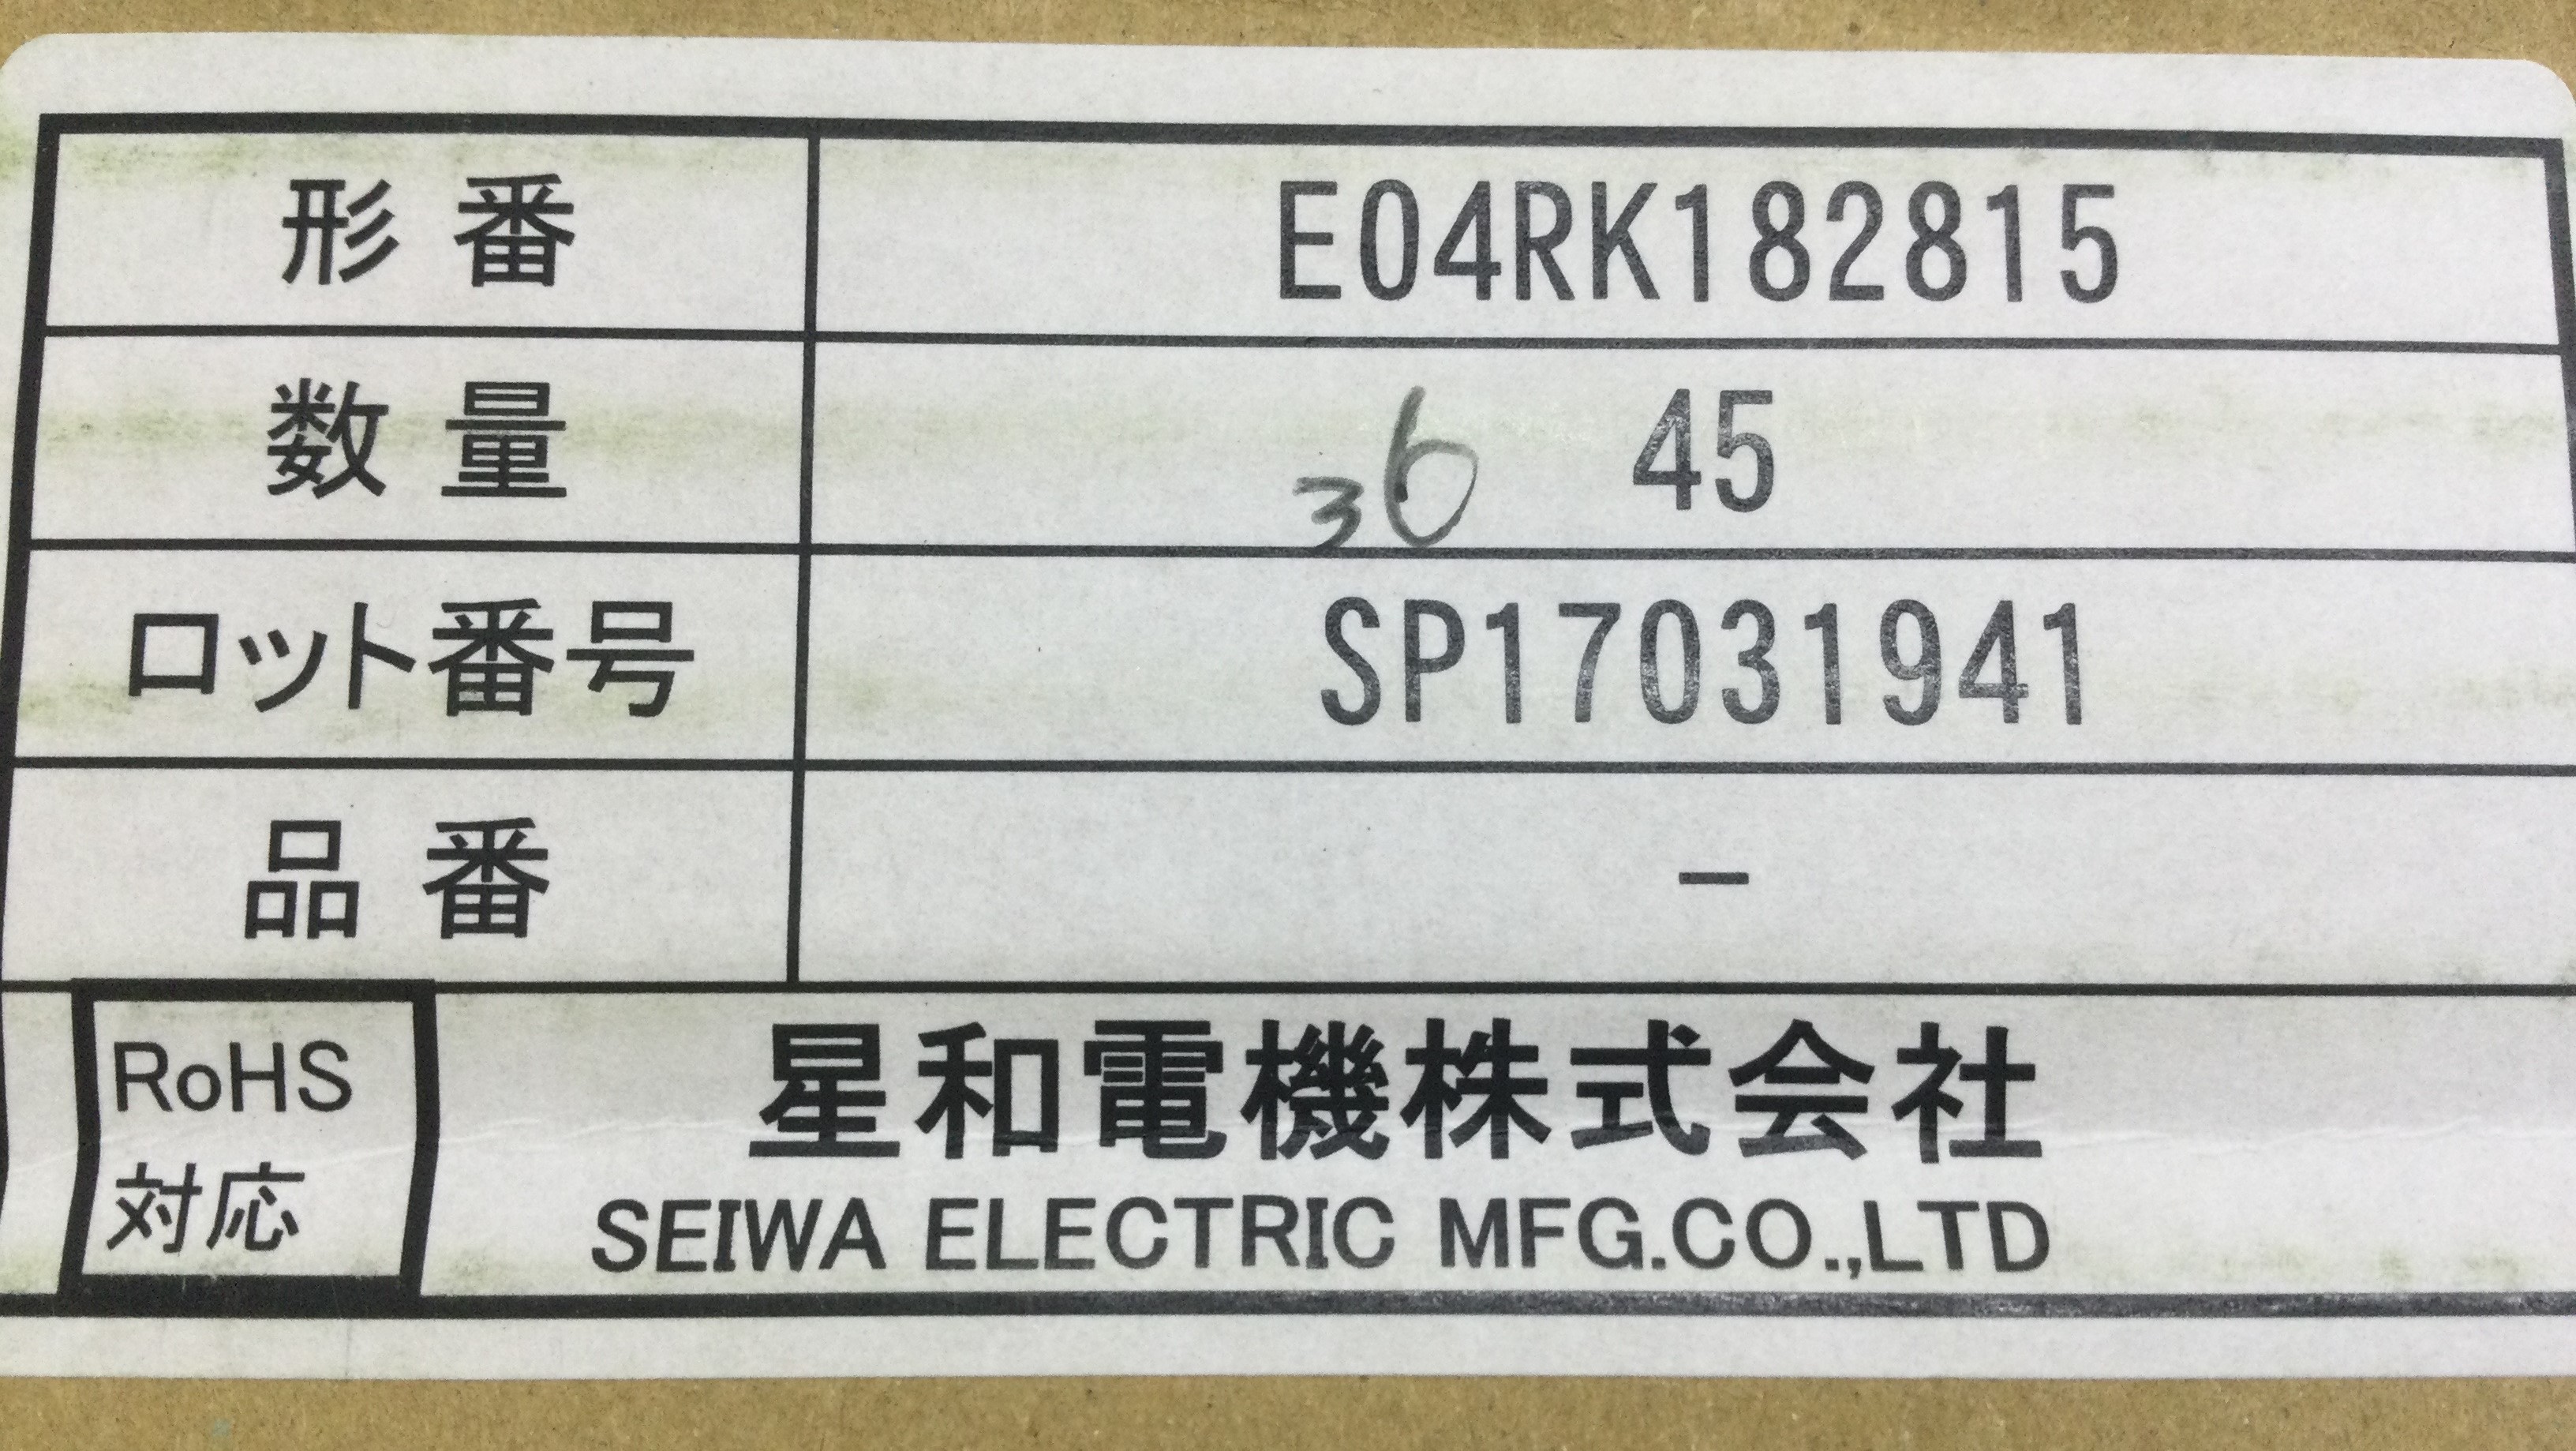 形番 E04RK182815
数量 36 45
ロット番号 SP17031941
品番 −
RoHS
対応
星和電機株式会社
SEIWA ELECTRIC MFG.CO.,LTD